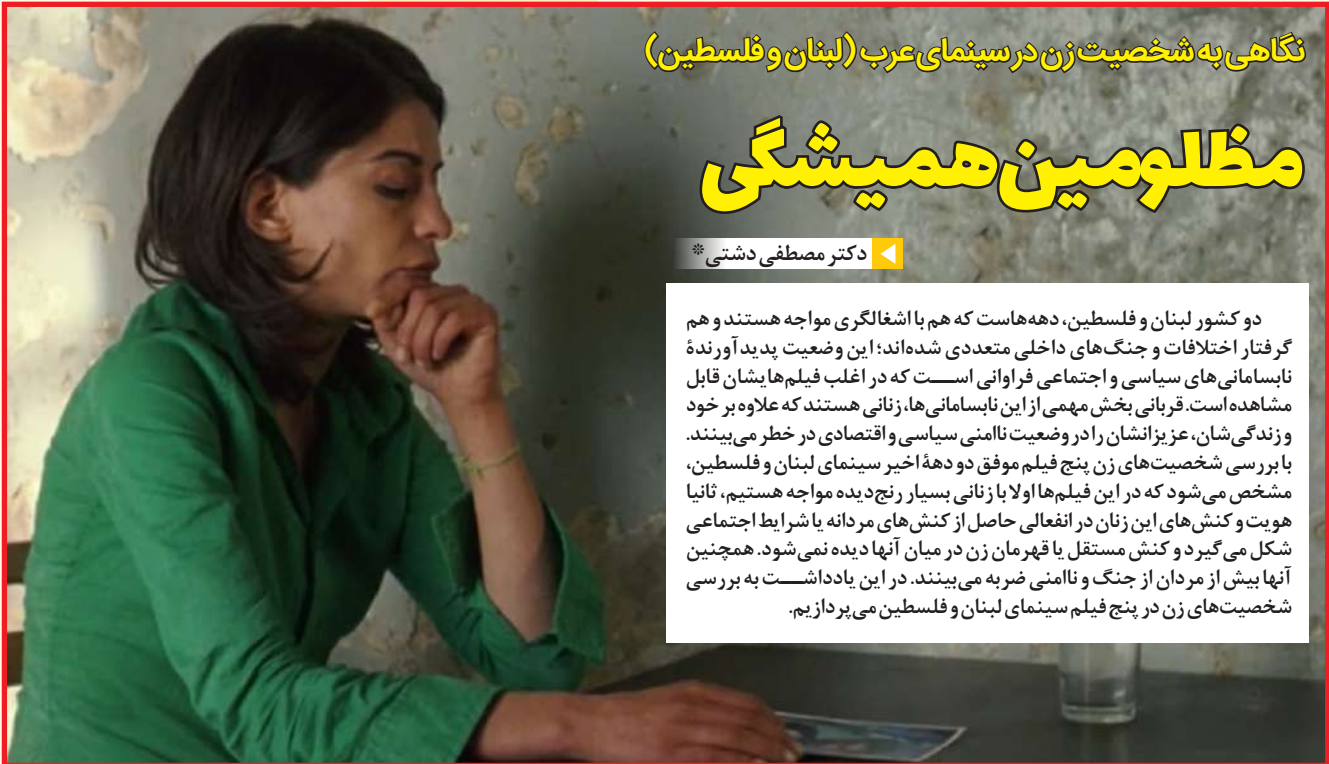 نگاهی به شخصیت زن در سینمای عرب (لبنان و فلسطین)
مظلومین همیشگی
دکتر مصطفی دشتی*
دو کشور لبنان و فلسطین، دهه‌هاست که هم با اشغالگری مواجه هستند و هم
گرفتار اختلافات و جنگ‌های داخلی متعددی شده‌اند؛ این وضعیت پدیدآورندهٔ
نابسامانی‌های سیاسی و اجتماعی فراوانی است که در اغلب فیلم‌هایشان قابل
مشاهده است. قربانی بخش مهمی از این نابسامانی‌ها، زنانی هستند که علاوه بر خود
و زندگی‌شان، عزیزانشان را در وضعیت ناامنی سیاسی و اقتصادی در خطر می‌بینند.
با بررسی شخصیت‌های زن پنج فیلم موفق دو دههٔ اخیر سینمای لبنان و فلسطین،
مشخص می‌شود که در این فیلم‌ها اولا با زنانی بسیار رنج‌دیده مواجه هستیم، ثانیا
هویت و کنش‌های این زنان در انفعالی حاصل از کنش‌های مردانه یا شرایط اجتماعی
شکل می‌گیرد و کنش مستقل یا قهرمان زن در میان آنها دیده نمی‌شود. همچنین
آنها بیش از مردان از جنگ و ناامنی ضربه می‌بینند. در این یادداشت به بررسی
شخصیت‌های زن در پنج فیلم سینمای لبنان و فلسطین می‌پردازیم.